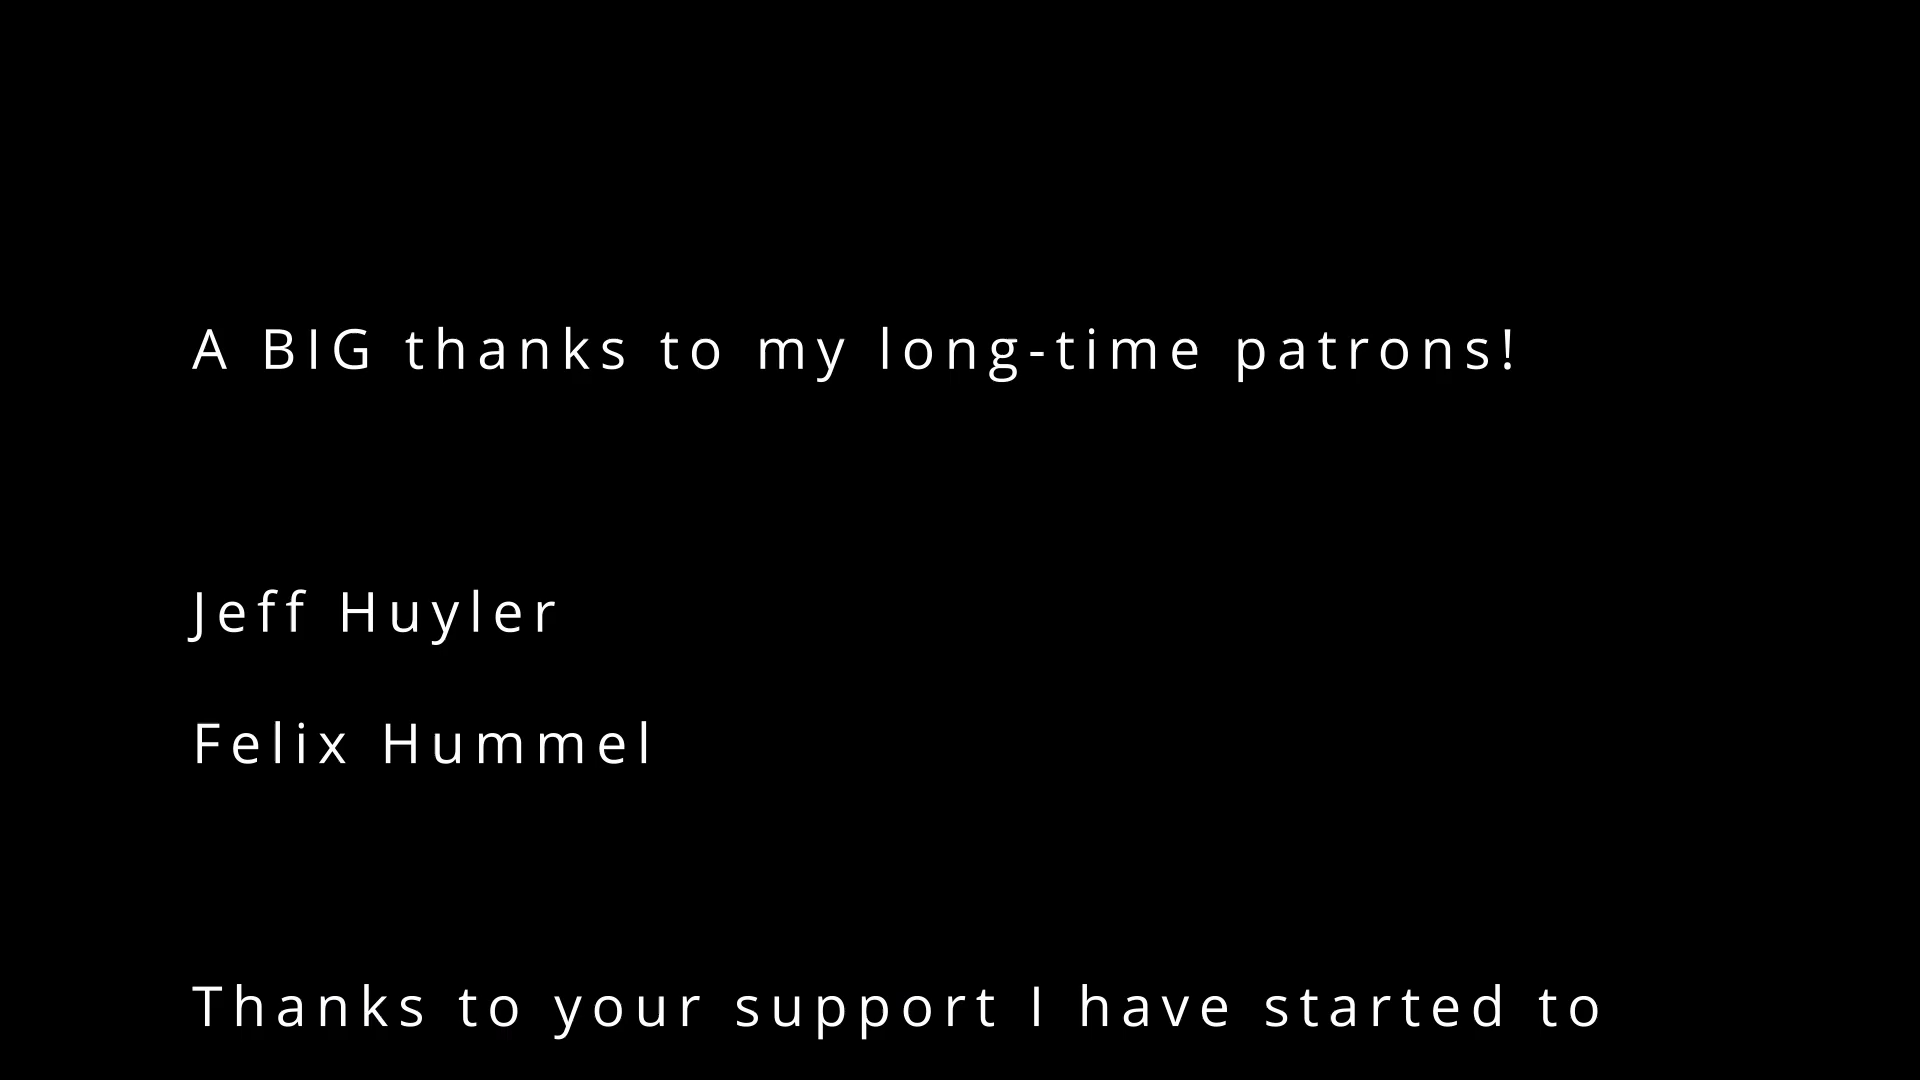 A BIG thanks to my long-time patrons!
Jeff Huyler
Felix Hummel
Thanks to your support I have started to